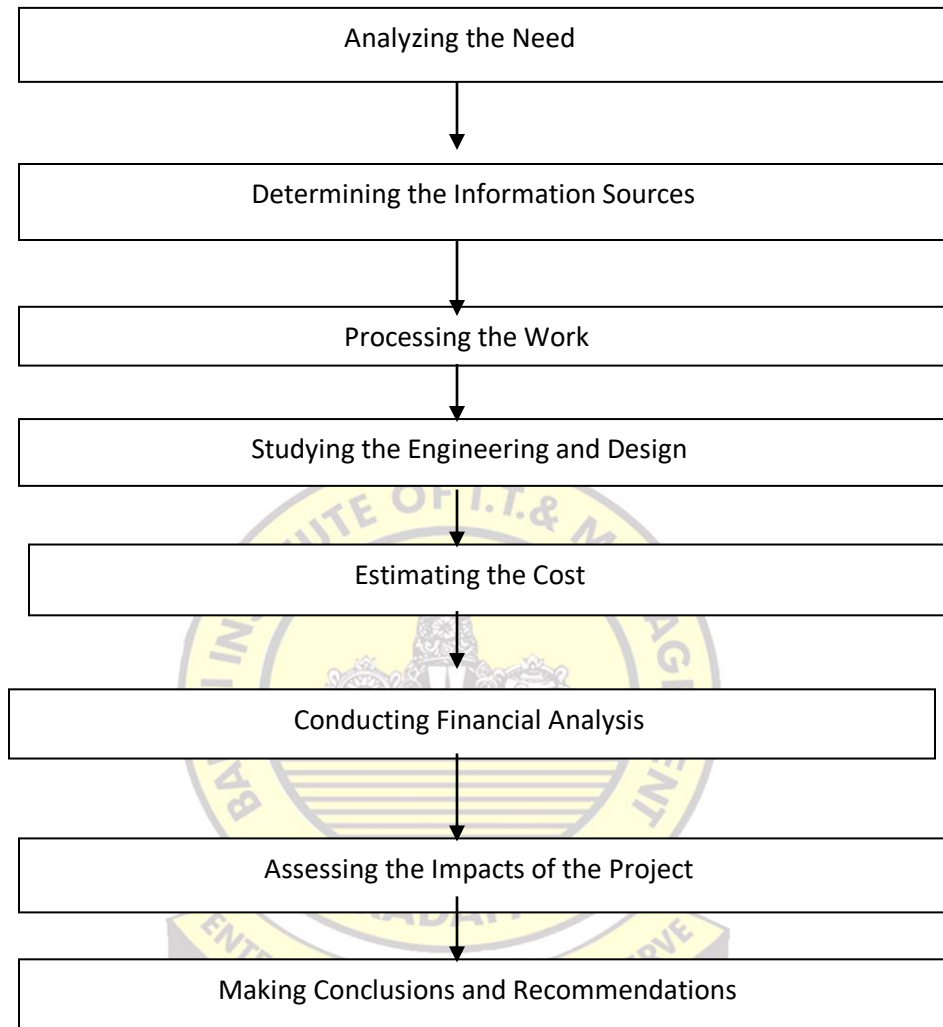 Analyzing the Need
Determining the Information Sources
Processing the Work
Studying the Engineering and Design
OF I.T.&
Estimating the Cost
Conducting Financial Analysis
Assessing the Impacts of the Project
Making Conclusions and Recommendations